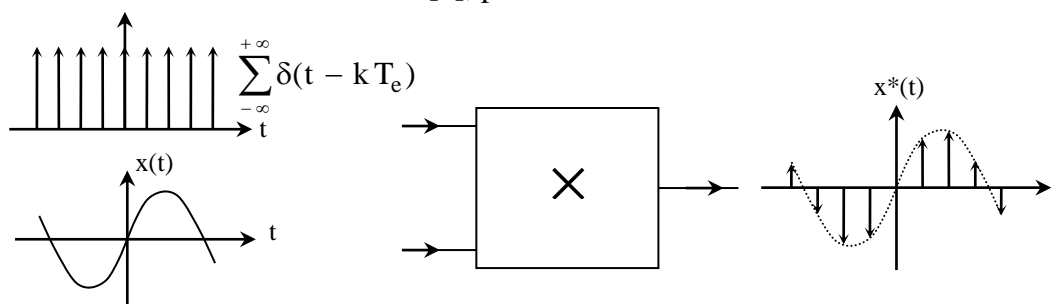 + ∞
∑ δ(t − k Tₑ)
− ∞
t
x(t)
t
×
x*(t)